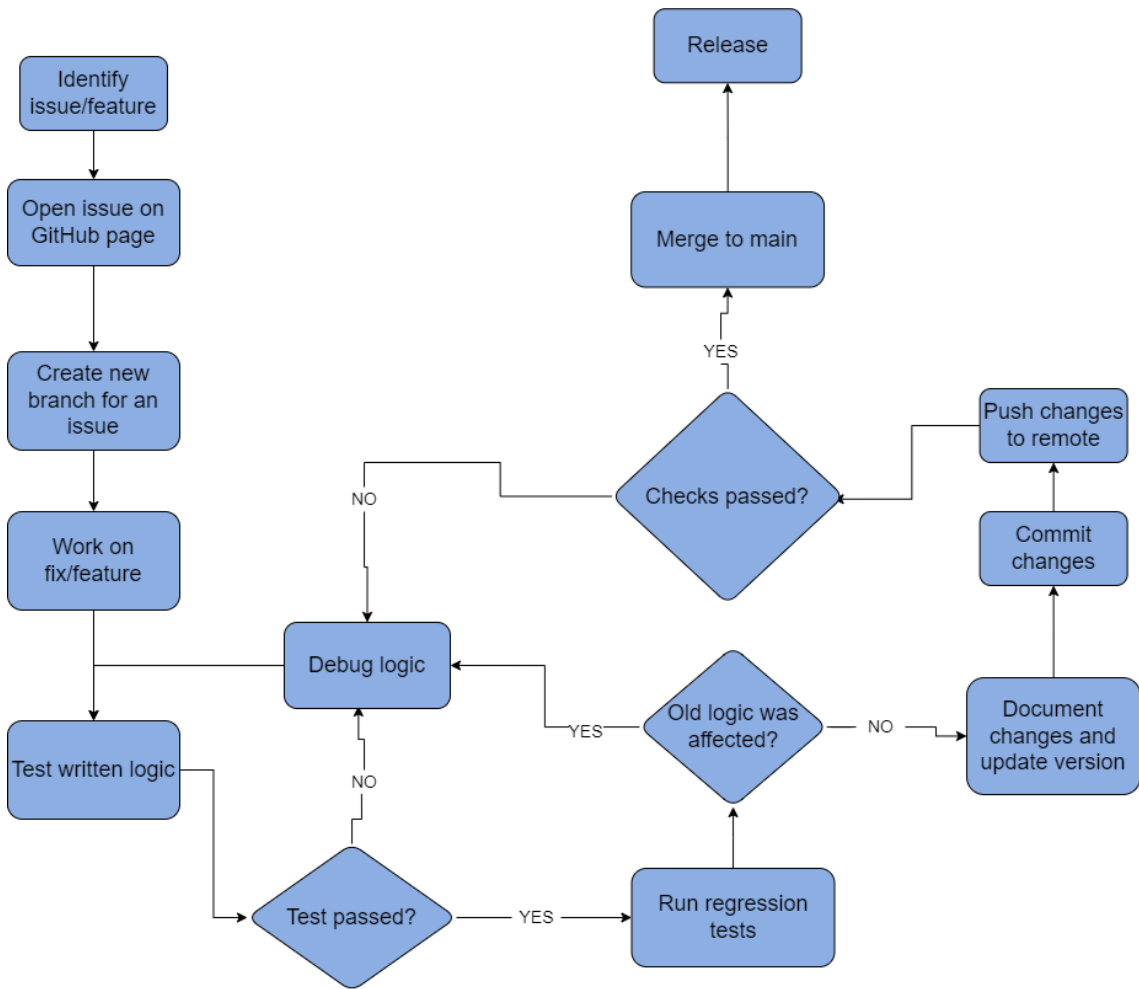 Release
Identify
issue/feature
Open issue on
GitHub page
Merge to main
YES
Create new
branch for an
issue
Push changes
to remote
Checks passed?
NO
Commit
changes
Work on
fix/feature
Debug logic
Old logic was
affected?
YES
NO
Document
changes and
update version
Test written logic
NO
Test passed?
YES
Run regression
tests